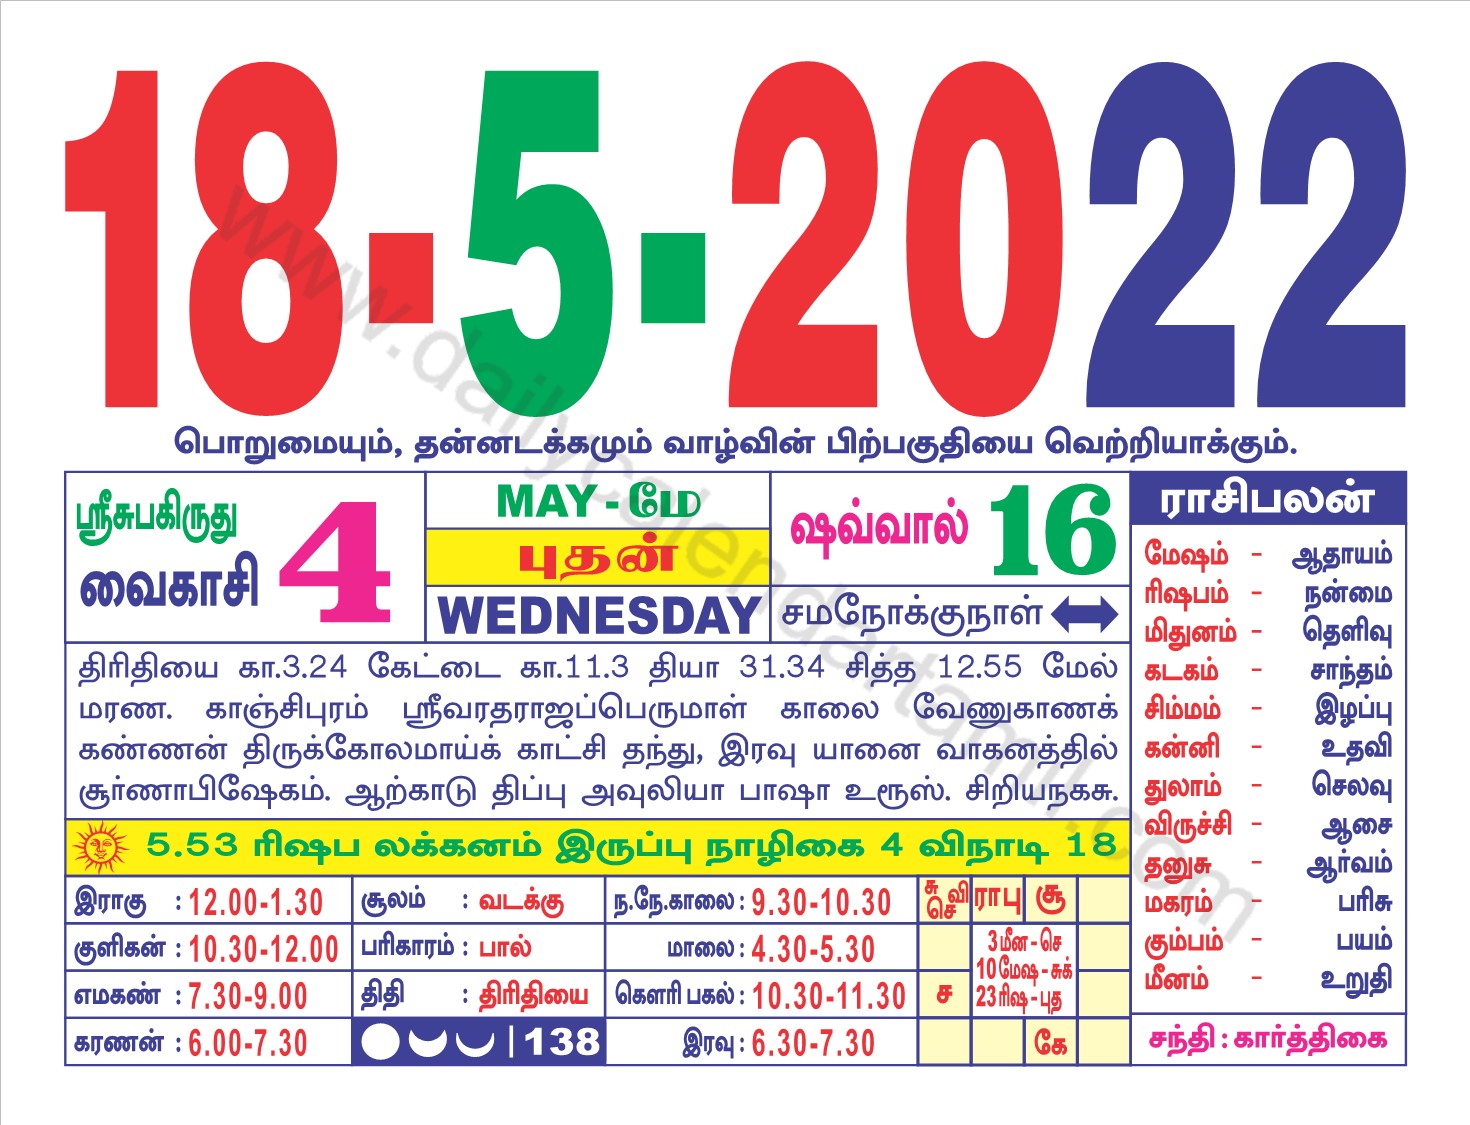 18-5-2022
பொறுமையும், தன்னடக்கமும் வாழ்வின் பிற்பகுதியை வெற்றியாக்கும்.
ஸ்ரீசுபகிருது
வைகாசி 4
MAY - மே
புதன்
WEDNESDAY
ஷவ்வால் 16
சமநோக்குநாள்
திரிதியை கா.3.24 கேட்டை கா.11.3 தியா 31.34 சித்த 12.55 மேல்
மரண. காஞ்சிபுரம் ஸ்ரீவரதராஜப்பெருமாள் காலை வேணுகாணக்
கண்ணன் திருக்கோலமாய்க் காட்சி தந்து, இரவு யானை வாகனத்தில்
சூர்ணாபிஷேகம். ஆற்காடு திப்பு அவுலியா பாஷா உரூஸ். சிறியநகசு.
5.53 ரிஷப லக்கனம் இருப்பு நாழிகை 4 விநாடி 18
இராகு : 12.00-1.30
குளிகன் : 10.30-12.00
எமகண் : 7.30-9.00
கரணன் : 6.00-7.30
சூலம் : வடக்கு
பரிகாரம் : பால்
திதி : திரிதியை
| 138
ந.நே.காலை : 9.30-10.30
மாலை : 4.30-5.30
கௌரி பகல் : 10.30-11.30
இரவு : 6.30-7.30
சு வி செ
ராபு
சூ
3 மீன - செ
10 மேஷ - சுக்
23 ரிஷ - புத
ச
கே
ராசிபலன்
மேஷம் - ஆதாயம்
ரிஷபம் - நன்மை
மிதுனம் - தெளிவு
கடகம் - சாந்தம்
சிம்மம் - இழப்பு
கன்னி - உதவி
துலாம் - செலவு
விருச்சி - ஆசை
தனுசு - ஆர்வம்
மகரம் - பரிசு
கும்பம் - பயம்
மீனம் - உறுதி
சந்தி : கார்த்திகை
www.dailycalendartamil.com